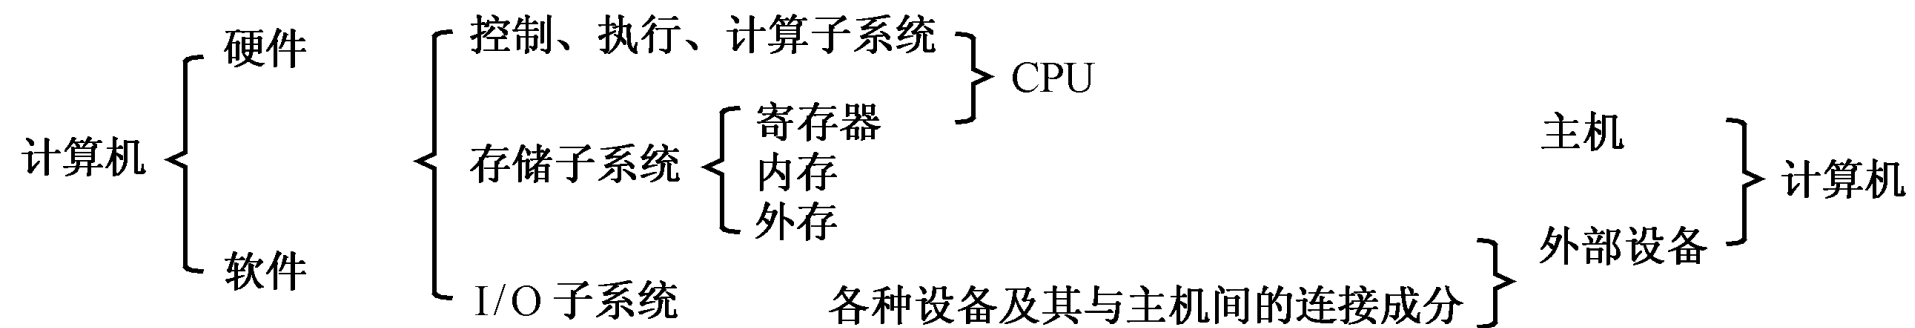 计算机
硬件
软件
控制、执行、计算子系统
存储子系统
寄存器
内存
外存
I/O 子系统
CPU
各种设备及其与主机间的连接成分
主机
外部设备
计算机